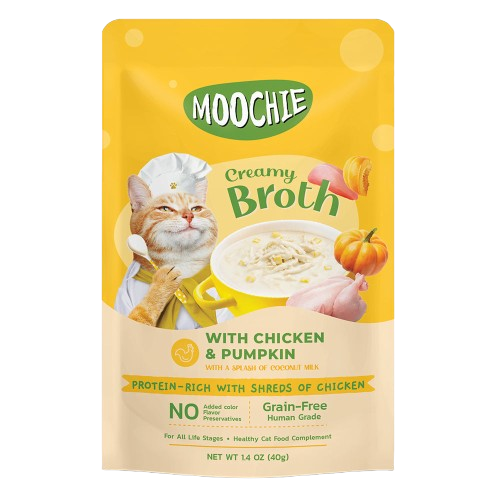 MOOCHIE
Creamy
Broth
WITH CHICKEN
& PUMPKIN
WITH A SPLASH OF COCONUT MILK
PROTEIN-RICH WITH SHREDS OF CHICKEN
NO Added color
Flavor
Preservatives
Grain-Free
Human Grade
For All Life Stages • Healthy Cat Food Complement
NET WT 1.4 OZ (40g)